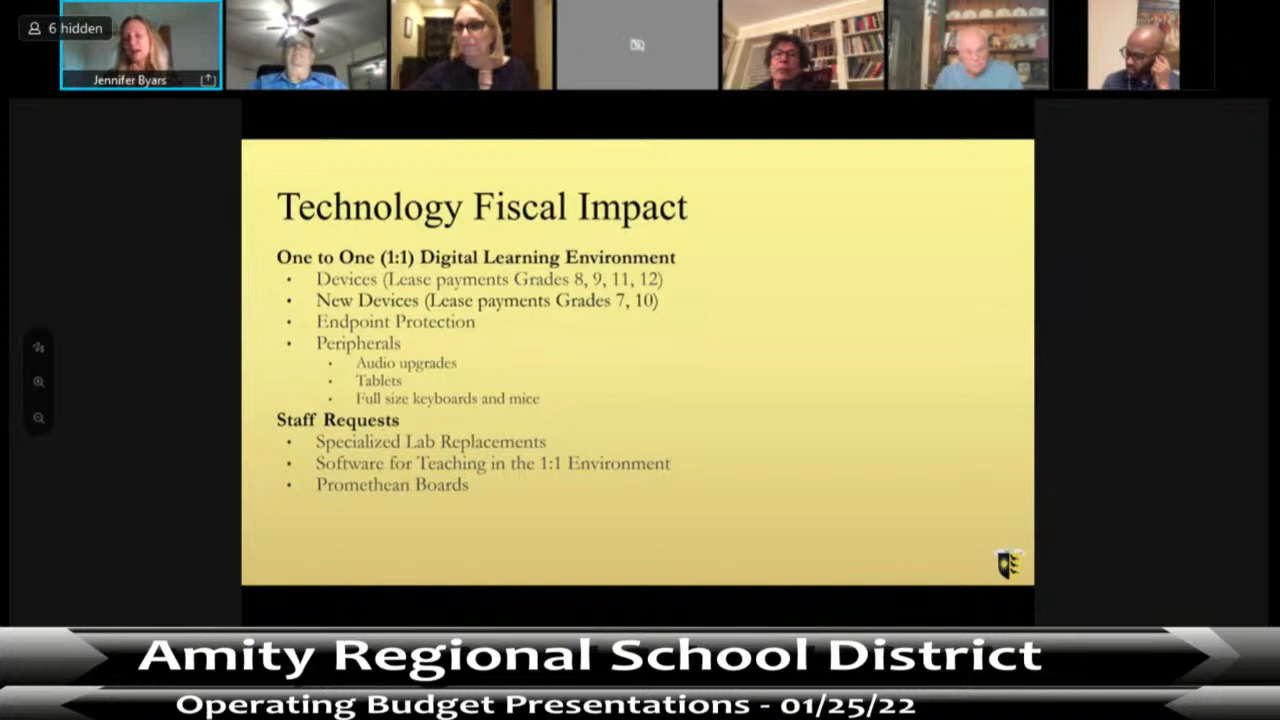 6 hidden
Jennifer Byars
Technology Fiscal Impact
One to One (1:1) Digital Learning Environment
• Devices (Lease payments Grades 8, 9, 11, 12)
• New Devices (Lease payments Grades 7, 10)
• Endpoint Protection
• Peripherals
• Audio upgrades
• Tablets
• Full size keyboards and mice
Staff Requests
• Specialized Lab Replacements
• Software for Teaching in the 1:1 Environment
• Promethean Boards
Amity Regional School District
Operating Budget Presentations - 01/25/22